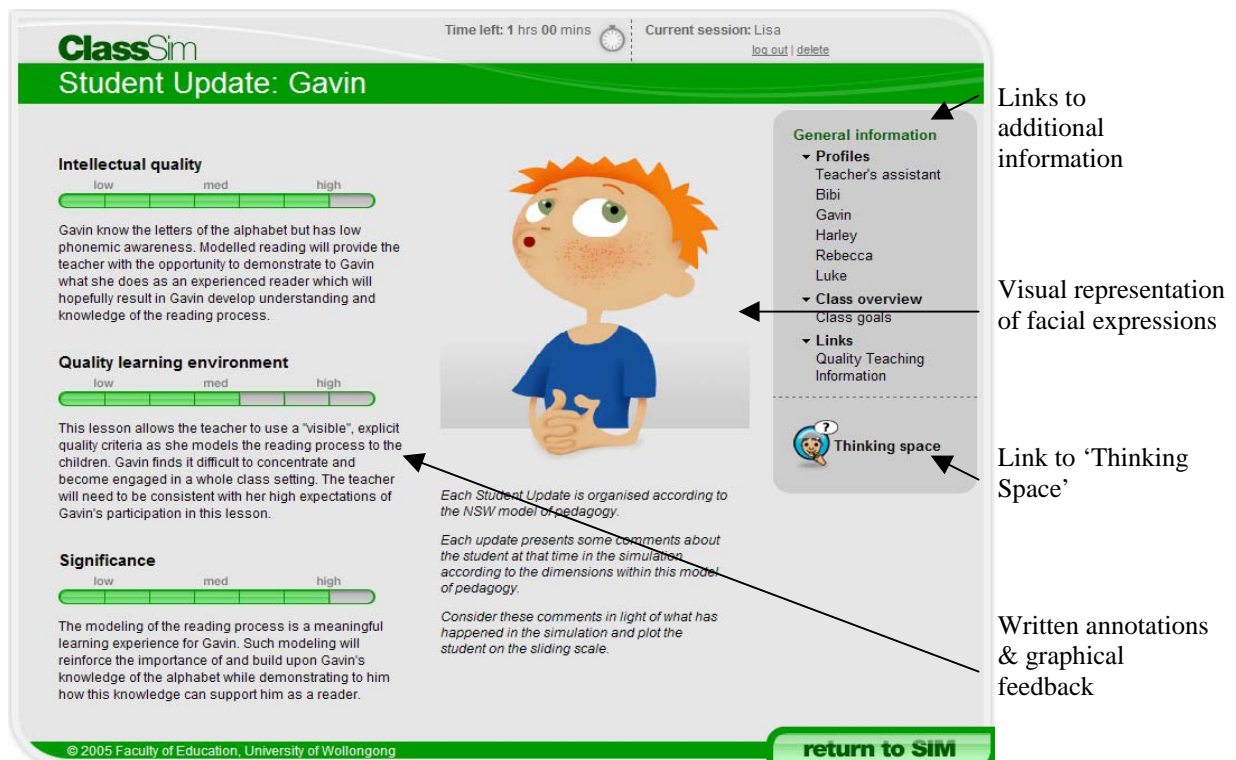 Time left: 1 hrs 00 mins
Current session: Lisa
log out | delete
ClassSim
Student Update: Gavin
Intellectual quality
low med high
Gavin know the letters of the alphabet but has low
phonemic awareness. Modelled reading will provide the
teacher with the opportunity to demonstrate to Gavin
what she does as an experienced reader which will
hopefully result in Gavin develop understanding and
knowledge of the reading process.
Quality learning environment
low med high
This lesson allows the teacher to use a "visible", explicit
quality criteria as she models the reading process to the
children. Gavin finds it difficult to concentrate and
become engaged in a whole class setting. The teacher
will need to be consistent with her high expectations of
Gavin's participation in this lesson.
Significance
low med high
The modeling of the reading process is a meaningful
learning experience for Gavin. Such modeling will
reinforce the importance of and build upon Gavin's
knowledge of the alphabet while demonstrating to him
how this knowledge can support him as a reader.
Each Student Update is organised according to
the NSW model of pedagogy.
Each update presents some comments about
the student at that time in the simulation
according to the dimensions within this model
of pedagogy.
Consider these comments in light of what has
happened in the simulation and plot the
student on the sliding scale.
General information
Profiles
Teacher's assistant
Bibi
Gavin
Harley
Rebecca
Luke
Class overview
Class goals
Links
Quality Teaching
Information
?
Thinking space
© 2005 Faculty of Education, University of Wollongong
return to SIM
Links to
additional
information
Visual representation
of facial expressions
Link to ‘Thinking
Space’
Written annotations
& graphical
feedback